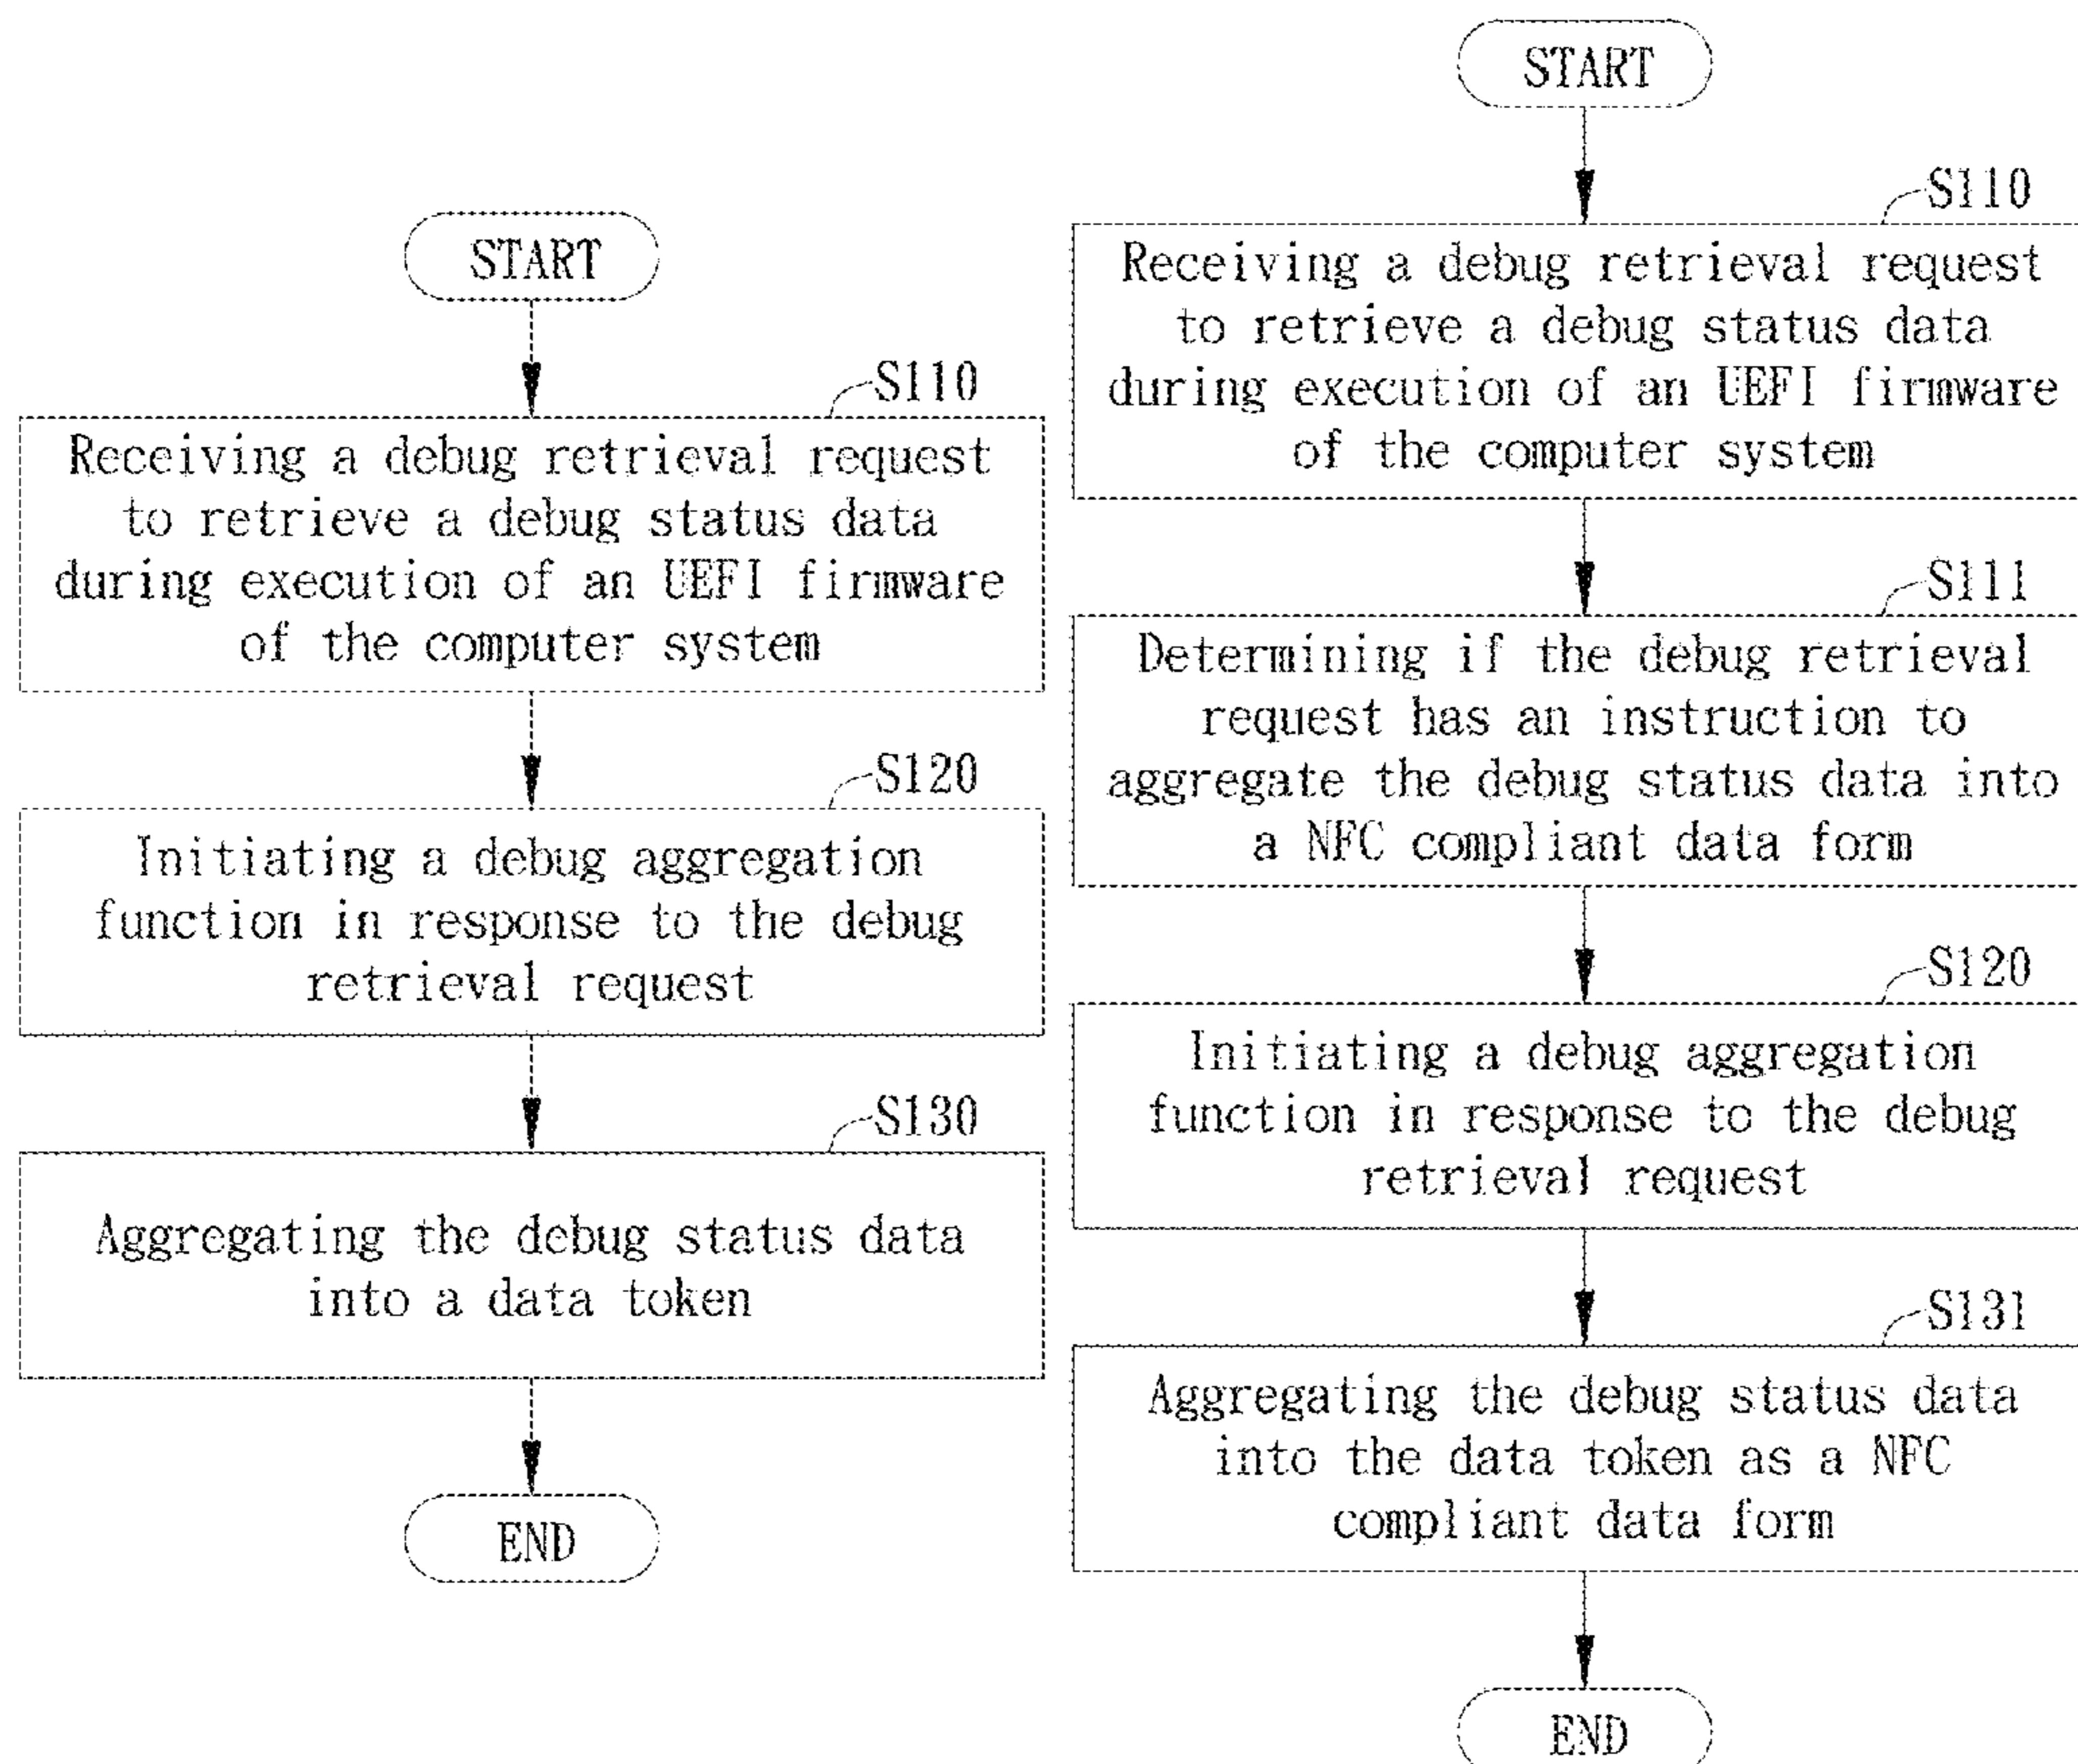 START
S110
Receiving a debug retrieval request
to retrieve a debug status data
during execution of an UEFI firmware
of the computer system
S120
Initiating a debug aggregation
function in response to the debug
retrieval request
S130
Aggregating the debug status data
into a data token
END
START
S110
Receiving a debug retrieval request
to retrieve a debug status data
during execution of an UEFI firmware
of the computer system
S111
Determining if the debug retrieval
request has an instruction to
aggregate the debug status data into
a NFC compliant data form
S120
Initiating a debug aggregation
function in response to the debug
retrieval request
S131
Aggregating the debug status data
into the data token as a NFC
compliant data form
END